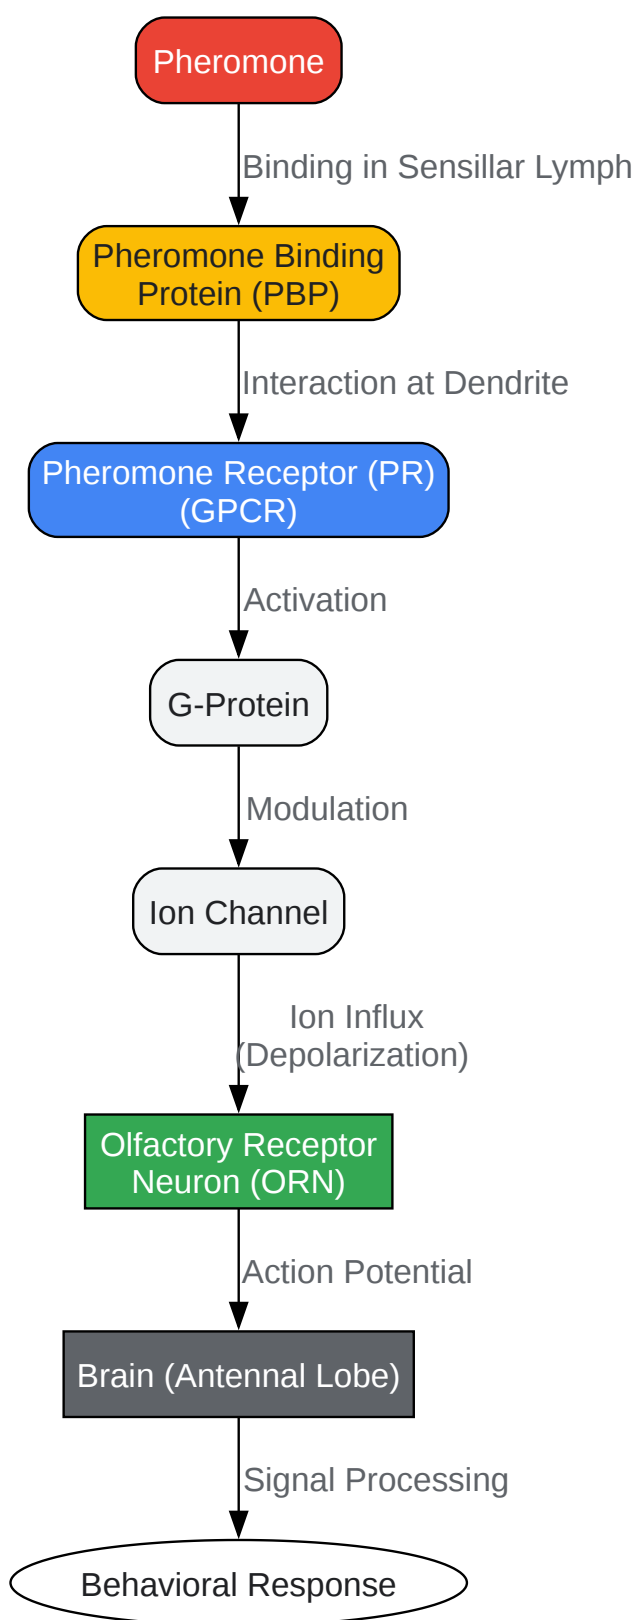 Pheromone
Binding in Sensillar Lymph
Pheromone Binding
Protein (PBP)
Interaction at Dendrite
Pheromone Receptor (PR)
(GPCR)
Activation
G-Protein
Modulation
Ion Channel
Ion Influx
(Depolarization)
Olfactory Receptor
Neuron (ORN)
Action Potential
Brain (Antennal Lobe)
Signal Processing
Behavioral Response